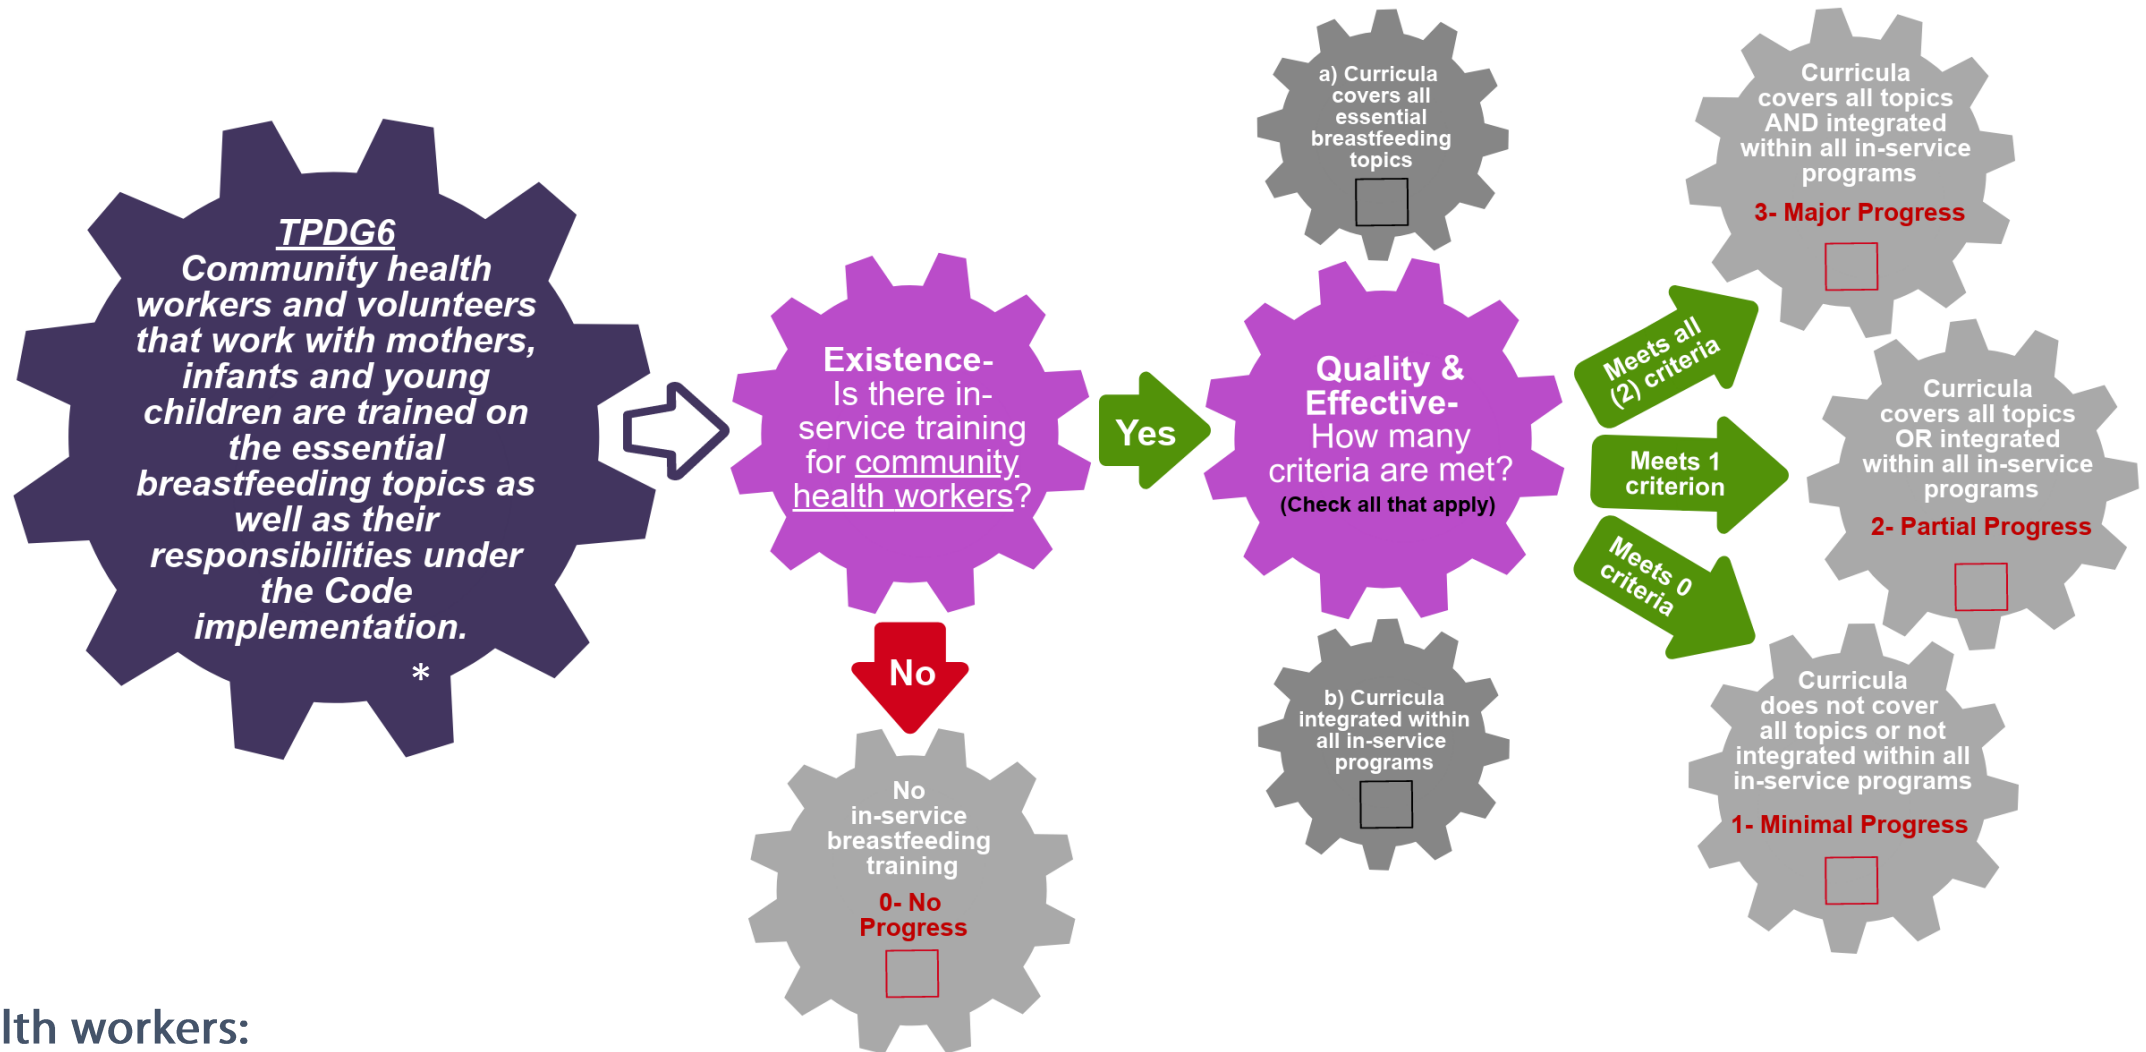 TPDG6
Community health
workers and volunteers
that work with mothers,
infants and young
children are trained on
the essential
breastfeeding topics as
well as their
responsibilities under
the Code
implementation.
*
Existence-
Is there in-
service training
for community
health workers?
Yes
No
No
in-service
breastfeeding
training
0- No
Progress
a) Curricula
covers all
essential
breastfeeding
topics
Quality &
Effective-
How many
criteria are met?
(Check all that apply)
b) Curricula
integrated within
all in-service
programs
Meets all
(2) criteria
Meets 1
criterion
Meets 0
criteria
Curricula
covers all topics
AND integrated
within all in-service
programs
3- Major Progress
Curricula
covers all topics
OR integrated
within all in-service
programs
2- Partial Progress
Curricula
does not cover
all topics or not
integrated within all
in-service programs
1- Minimal Progress
lth workers: